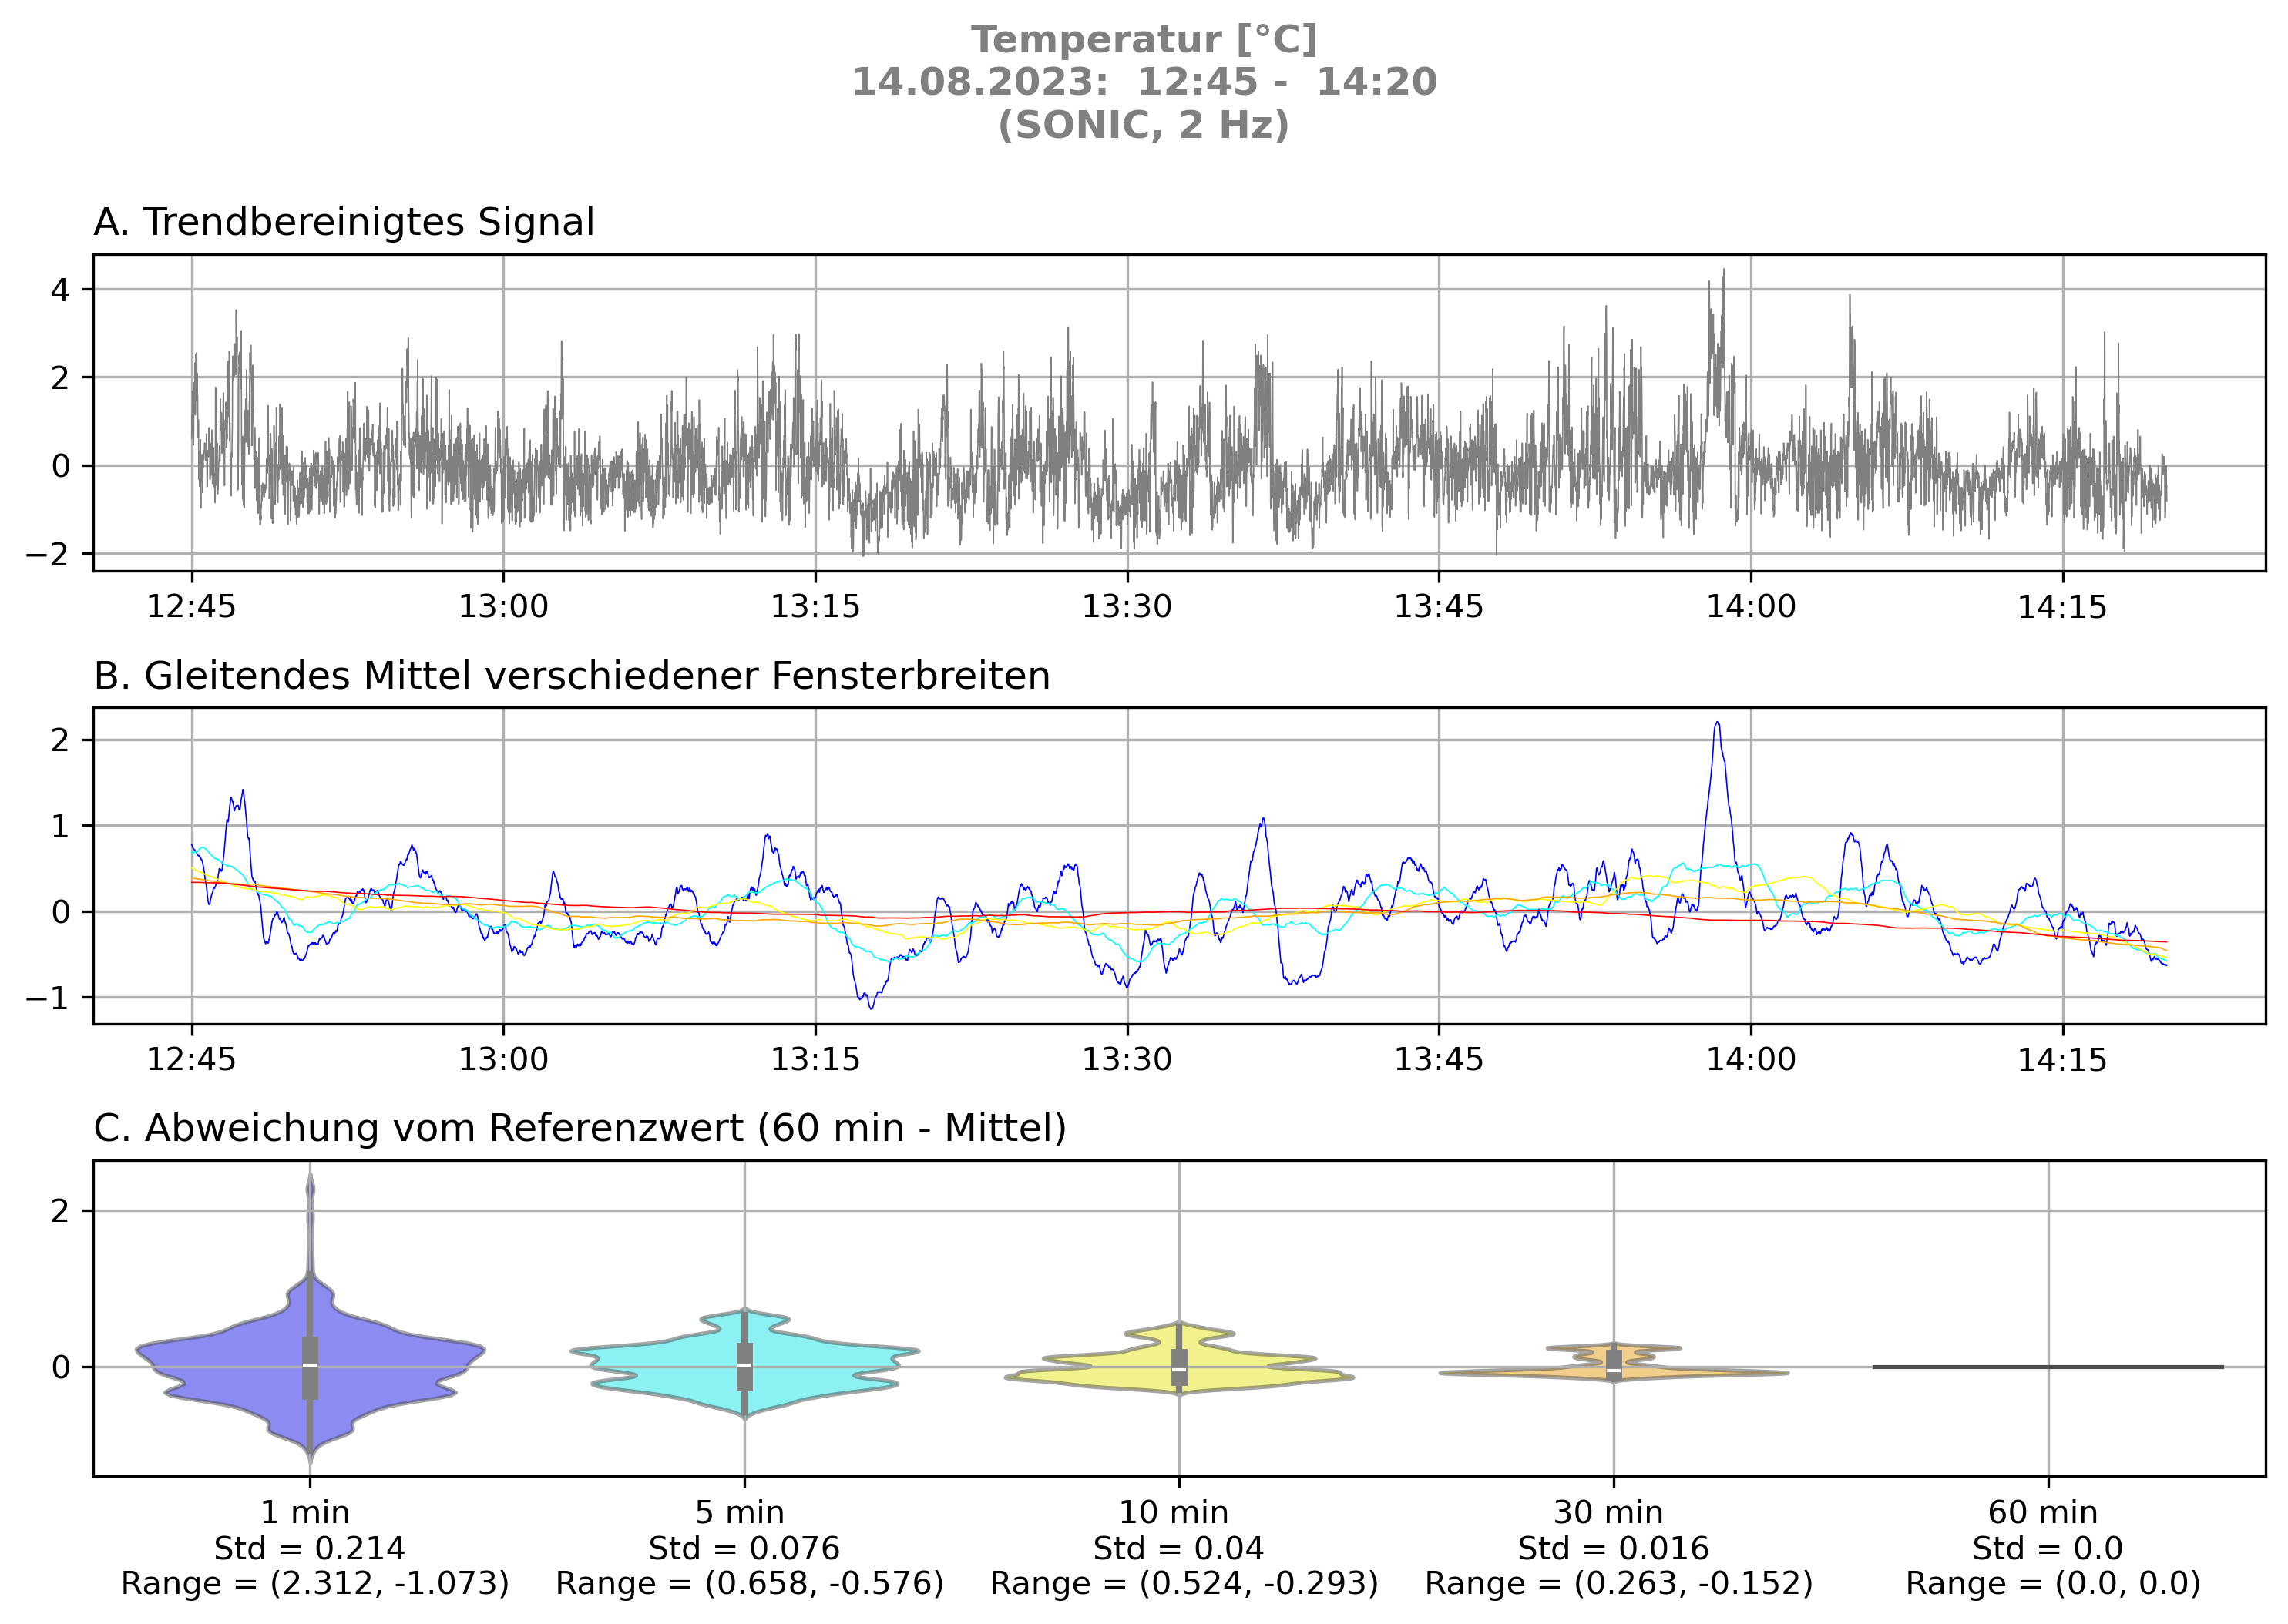 Temperatur [°C]
14.08.2023:  12:45 -  14:20
(SONIC, 2 Hz)
A. Trendbereinigtes Signal
4
2
0
−2
12:45 13:00 13:15 13:30 13:45 14:00 14:15
B. Gleitendes Mittel verschiedener Fensterbreiten
2
1
0
−1
12:45 13:00 13:15 13:30 13:45 14:00 14:15
C. Abweichung vom Referenzwert (60 min - Mittel)
2
0
1 min 5 min 10 min 30 min 60 min
Std = 0.214 Std = 0.076 Std = 0.04 Std = 0.016 Std = 0.0
Range = (2.312, -1.073) Range = (0.658, -0.576) Range = (0.524, -0.293) Range = (0.263, -0.152) Range = (0.0, 0.0)